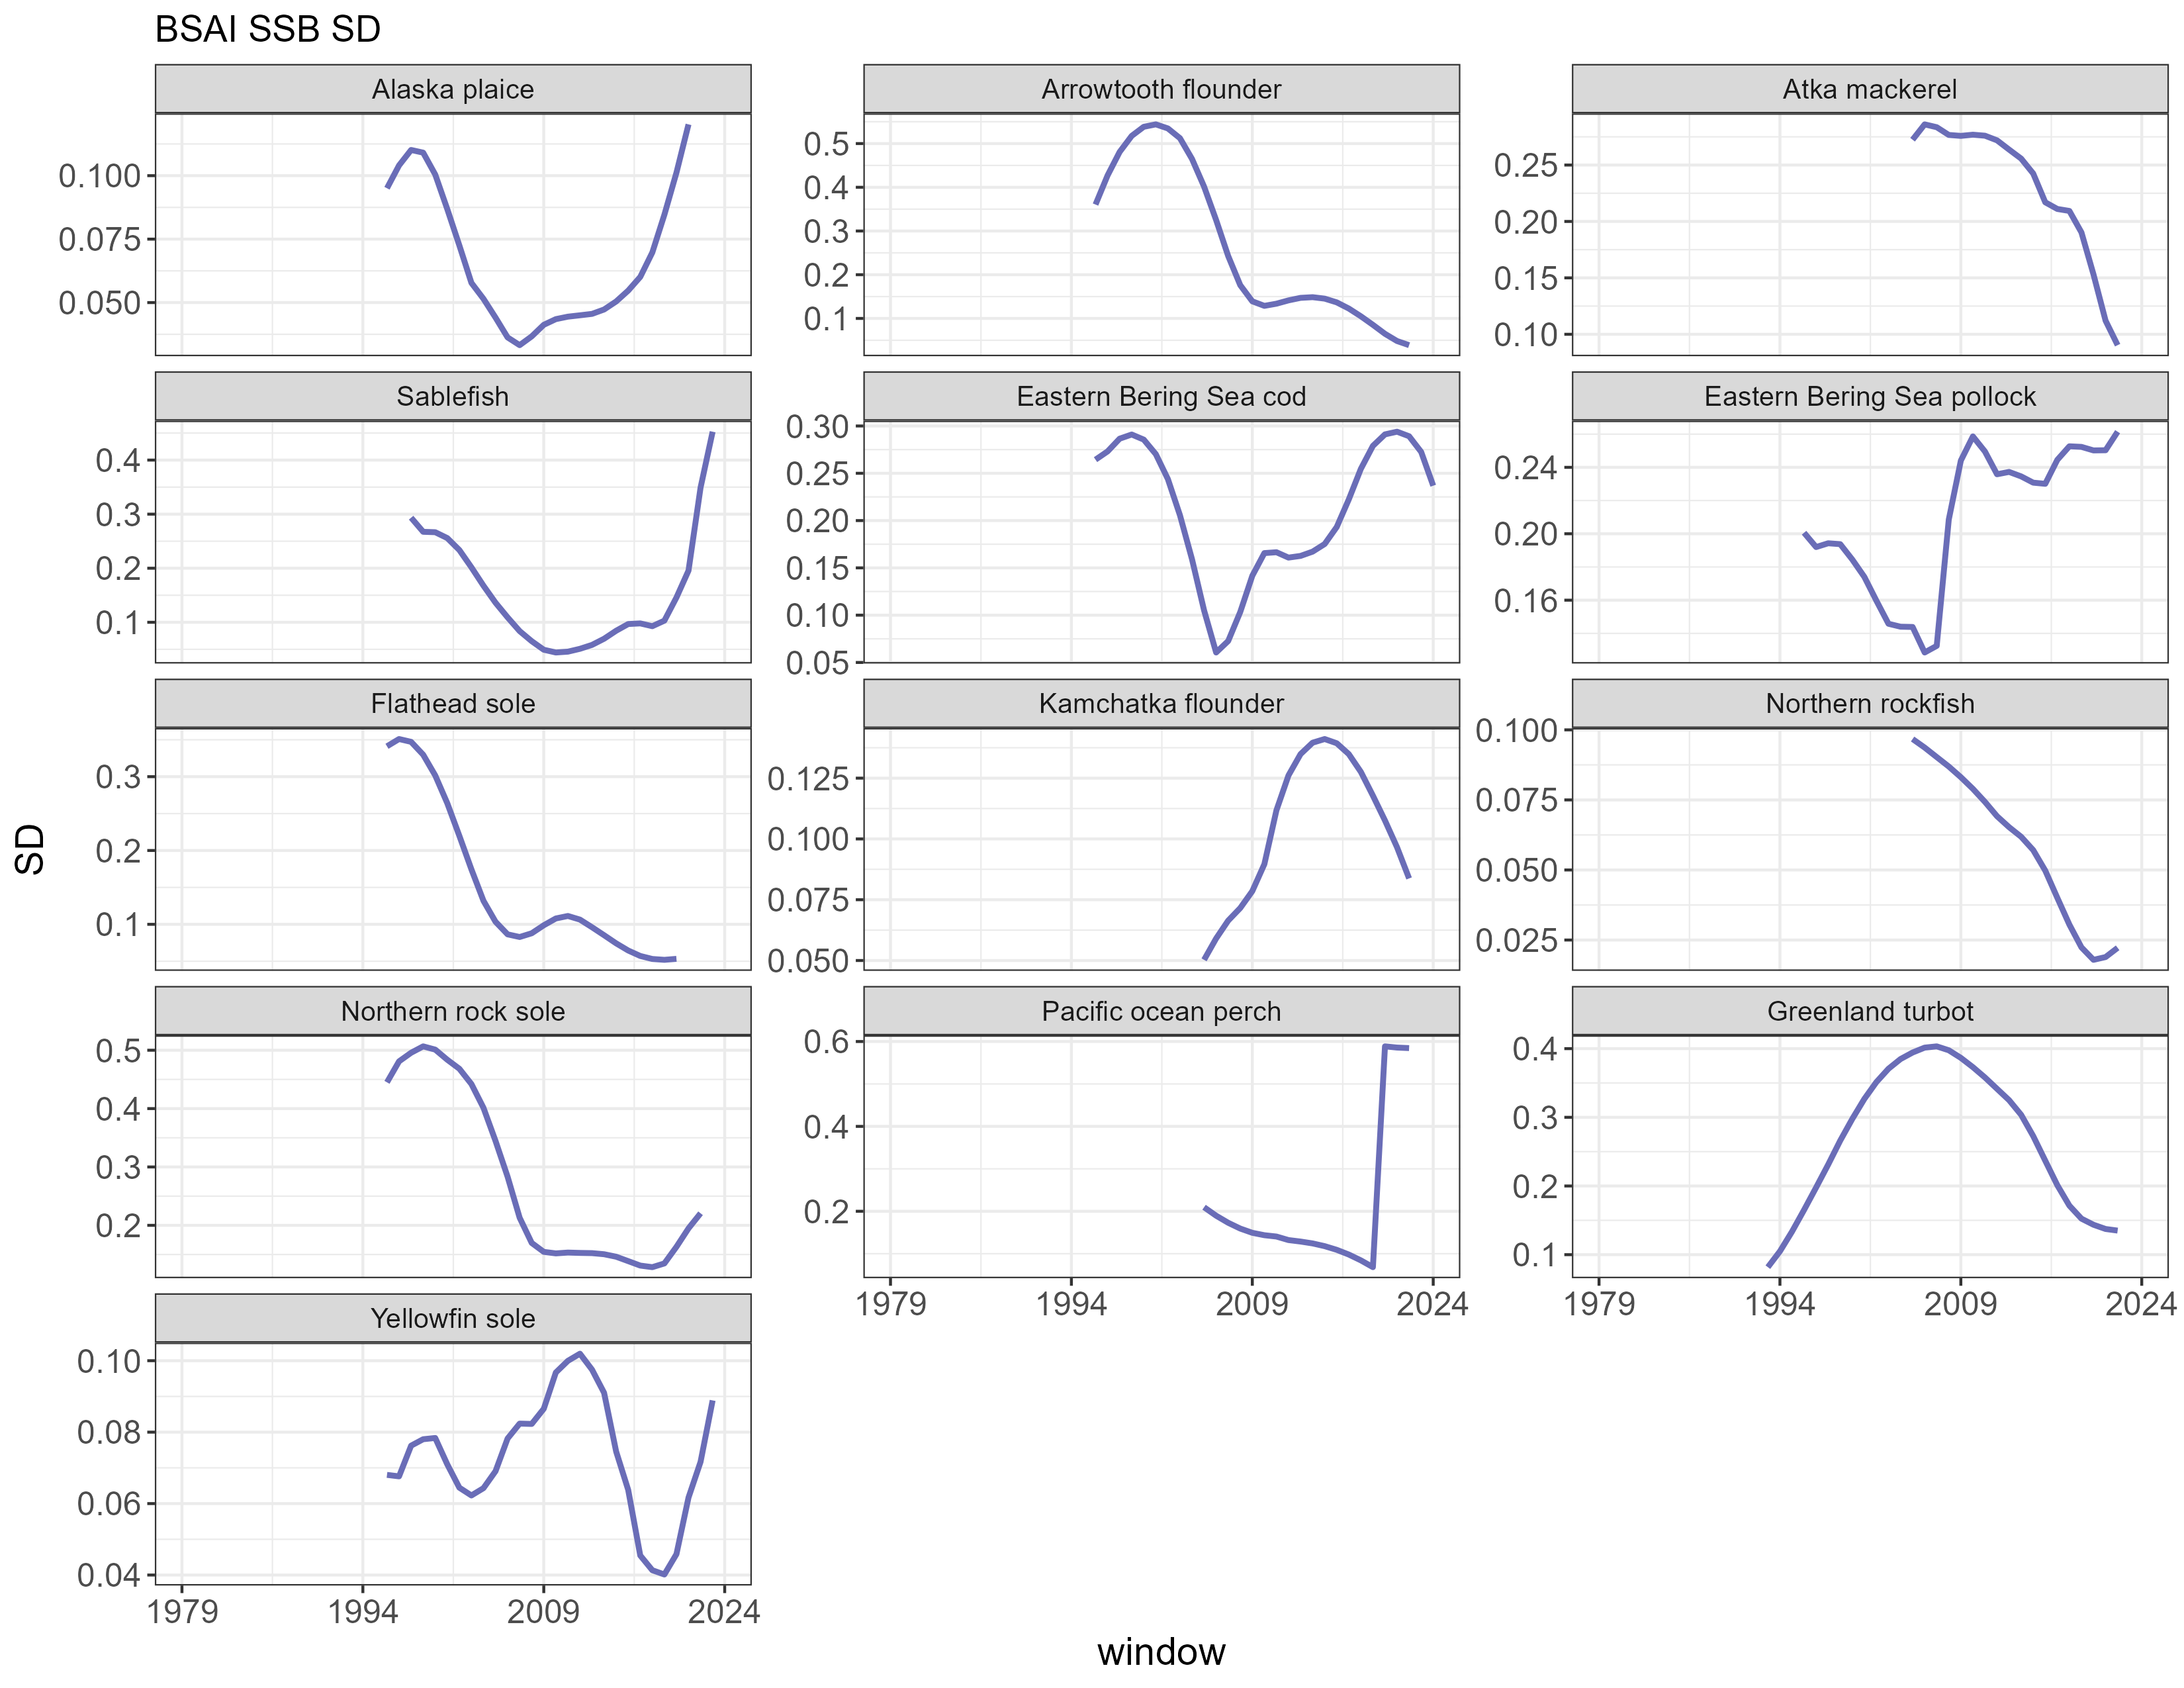 BSAI SSB SD
Alaska plaice
0.100
0.075
0.050
Arrowtooth flounder
0.5
0.4
0.3
0.2
0.1
Atka mackerel
0.25
0.20
0.15
0.10
Sablefish
0.4
0.3
0.2
0.1
Eastern Bering Sea cod
0.30
0.25
0.20
0.15
0.10
0.05
Eastern Bering Sea pollock
0.24
0.20
0.16
Flathead sole
0.3
0.2
0.1
Kamchatka flounder
0.125
0.100
0.075
0.050
Northern rockfish
0.100
0.075
0.050
0.025
Northern rock sole
0.5
0.4
0.3
0.2
Pacific ocean perch
0.6
0.4
0.2
1979 1994 2009 2024
Greenland turbot
0.4
0.3
0.2
0.1
1979 1994 2009 2024
Yellowfin sole
0.10
0.08
0.06
0.04
1979 1994 2009 2024
SD
window